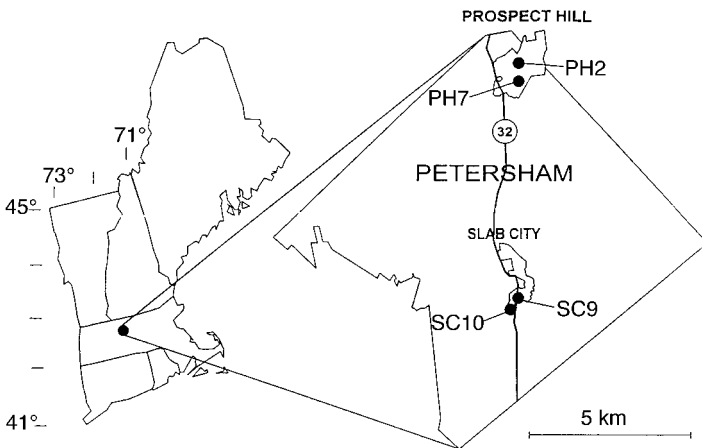 PROSPECT HILL
PH2
PH7
71°
32
73°
PETERSHAM
45°
SLAB CITY
SC9
SC10
5 km
41°